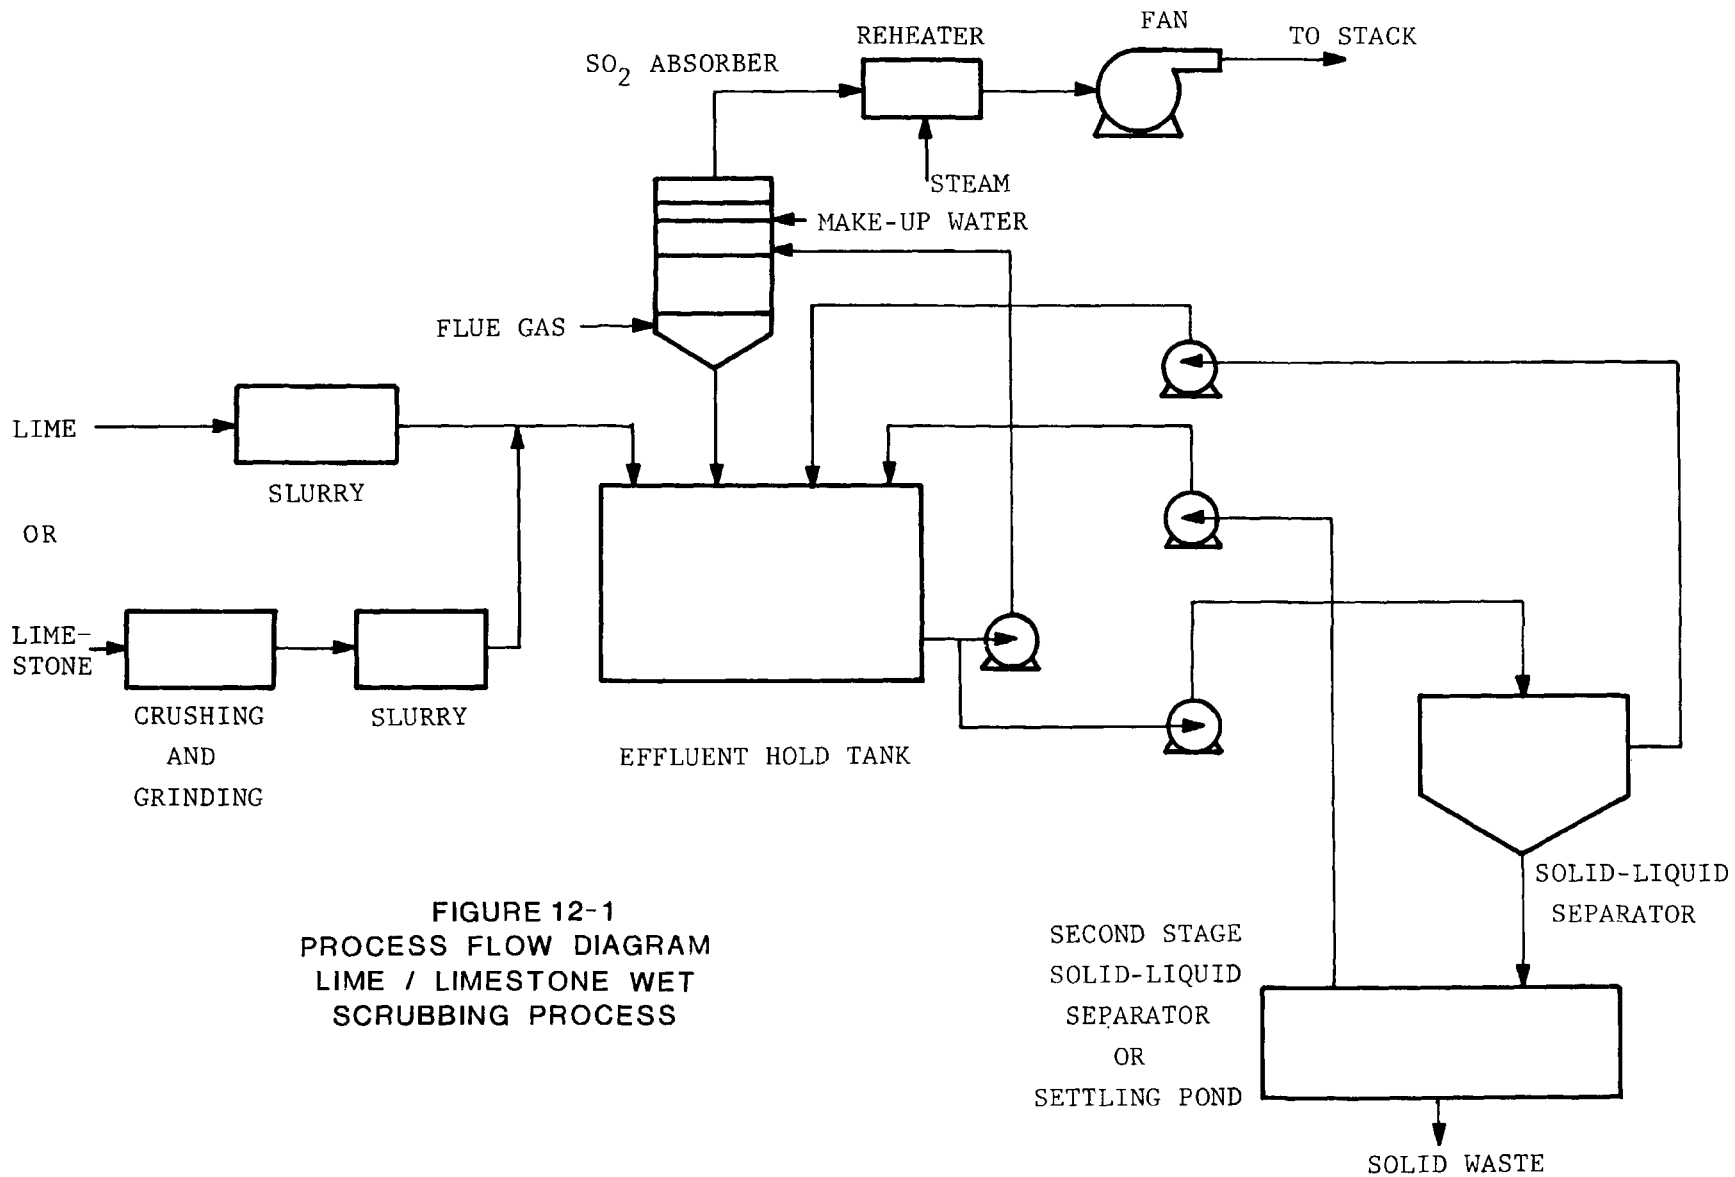 FAN
REHEATER
TO STACK
SO2 ABSORBER
STEAM
MAKE-UP WATER
FLUE GAS
LIME
SLURRY
OR
LIME-
STONE
CRUSHING
AND
GRINDING
SLURRY
EFFLUENT HOLD TANK
SOLID-LIQUID
SEPARATOR
SECOND STAGE
SOLID-LIQUID
SEPARATOR
OR
SETTLING POND
SOLID WASTE
FIGURE 12-1
PROCESS FLOW DIAGRAM
LIME / LIMESTONE WET
SCRUBBING PROCESS